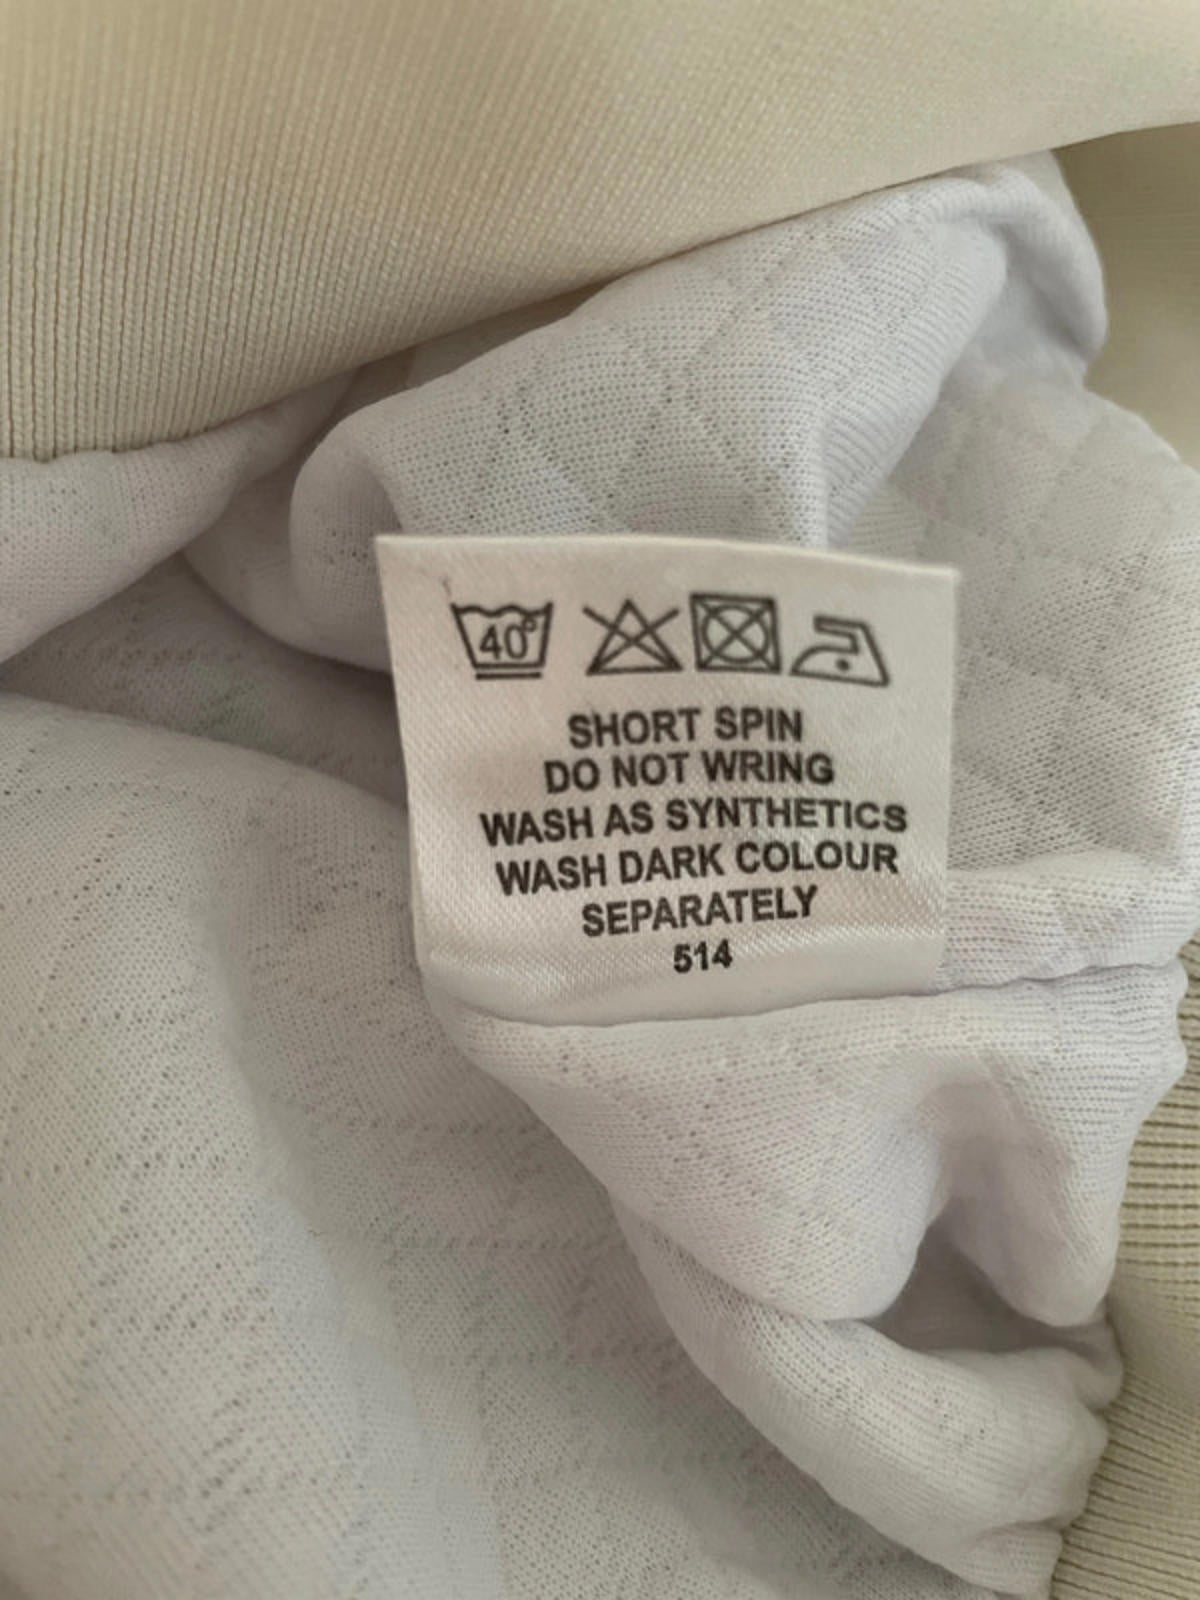 40°
SHORT SPIN
DO NOT WRING
WASH AS SYNTHETICS
WASH DARK COLOUR
SEPARATELY
514